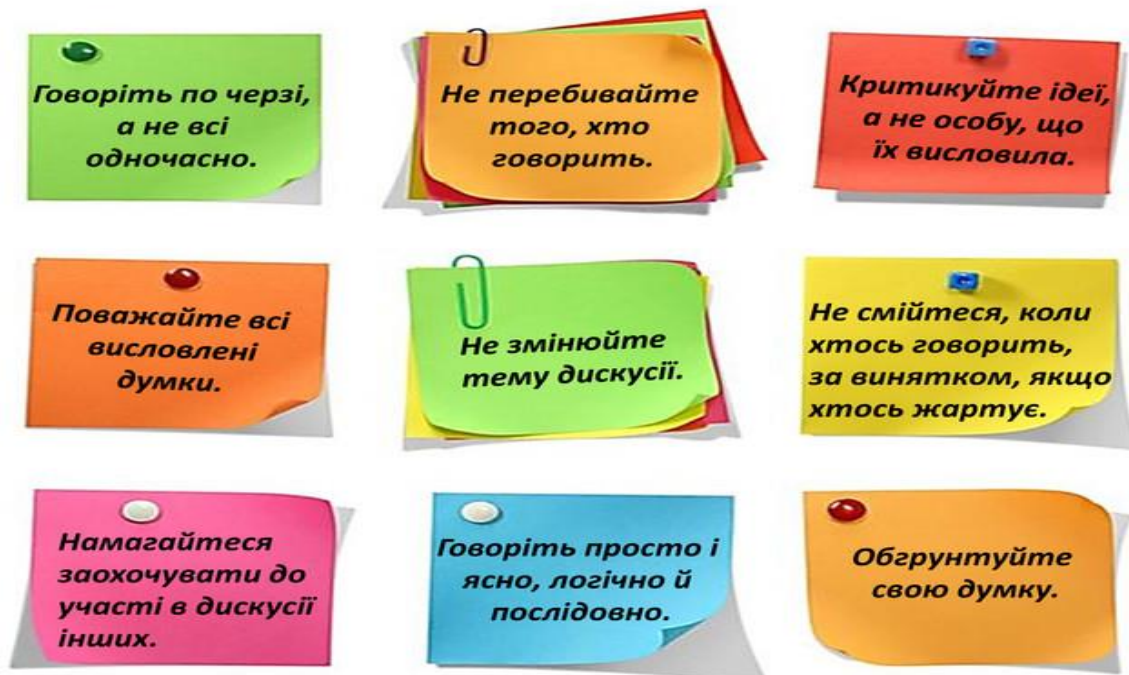 Говоріть по черзі,
а не всі
одночасно.
Не перебивайте
того, хто
говорить.
Критикуйте ідеї,
а не особу, що
їх висловила.
Поважайте всі
висловлені
думки.
Не змінюйте
тему дискусії.
Не смійтеся, коли
хтось говорить,
за винятком, якщо
хтось жартує.
Намагайтеся
заохочувати до
участі в дискусії
інших.
Говоріть просто і
ясно, логічно й
послідовно.
Обгрунтуйте
свою думку.